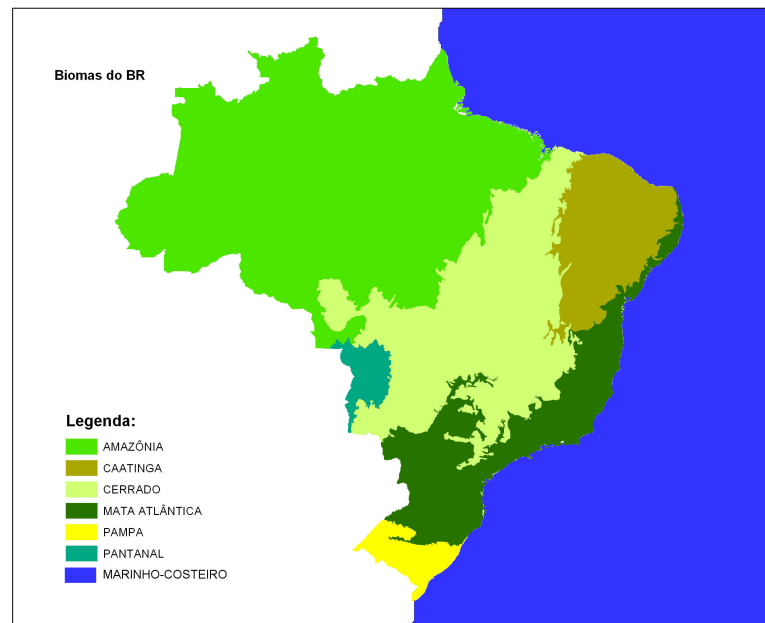 Biomas do BR
Legenda:
AMAZÔNIA
CAATINGA
CERRADO
MATA ATLÂNTICA
PAMPA
PANTANAL
MARINHO-COSTEIRO